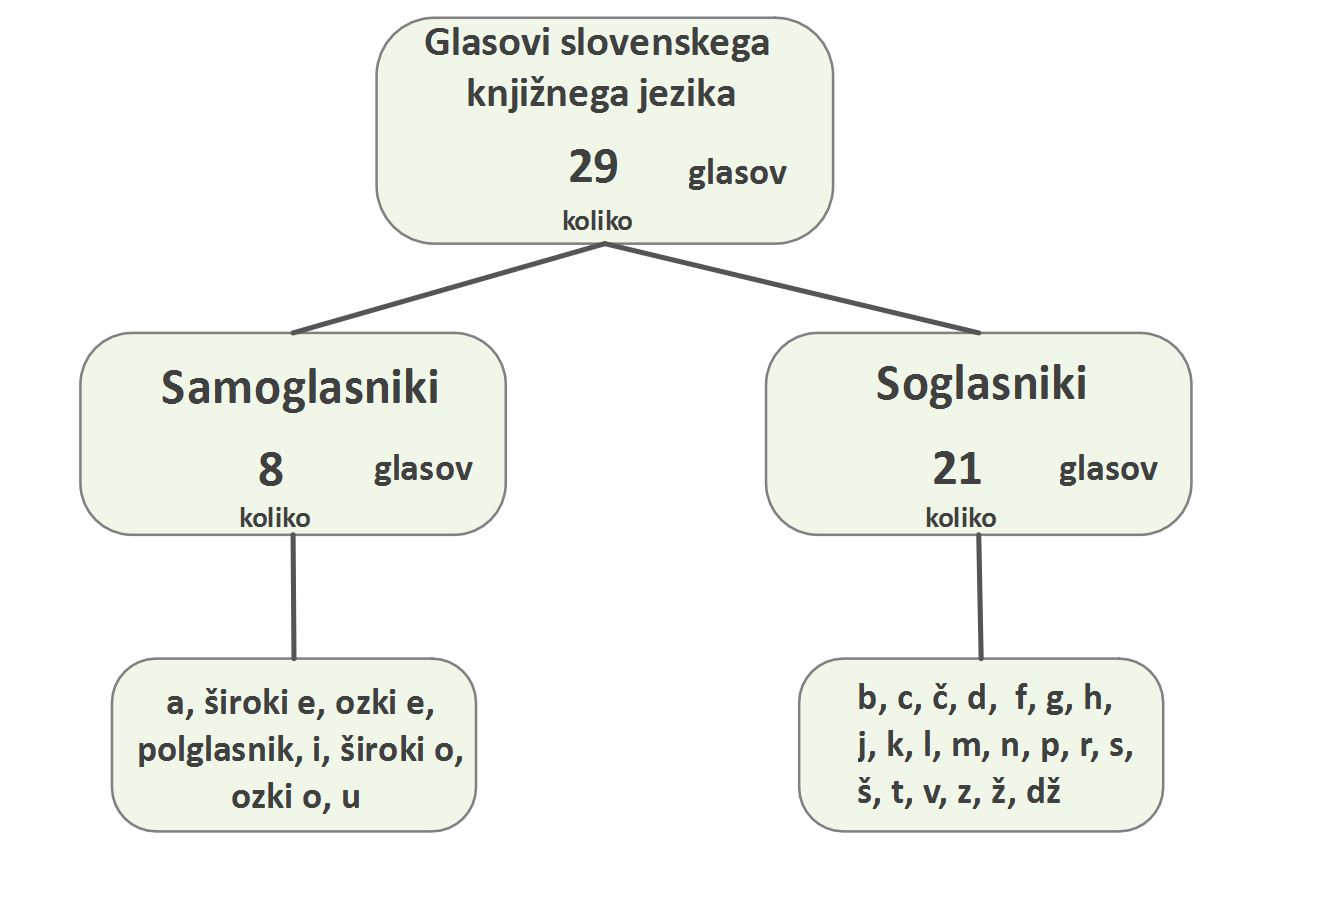 Glasovi slovenskega
knjižnega jezika
29 glasov
koliko
Samoglasniki
8 glasov
koliko
Soglasniki
21 glasov
koliko
a, široki e, ozki e,
polglasnik, i, široki o,
ozki o, u
b, c, č, d, f, g, h,
j, k, l, m, n, p, r, s,
š, t, v, z, ž, dž